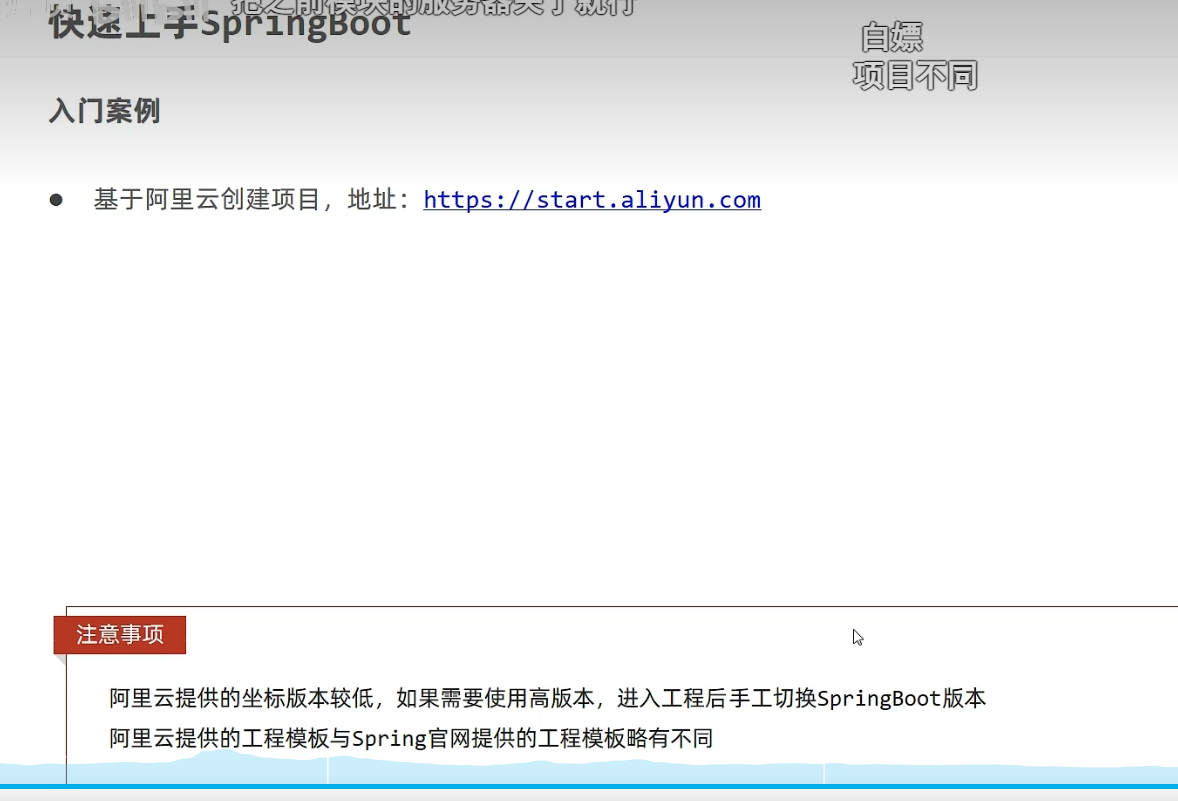 把之前模块的服务器关了就行
快速上手SpringBoot
白嫖
项目不同
入门案例
● 基于阿里云创建项目，地址：https://start.aliyun.com
注意事项
阿里云提供的坐标版本较低，如果需要使用高版本，进入工程后手工切换SpringBoot版本
阿里云提供的工程模板与Spring官网提供的工程模板略有不同